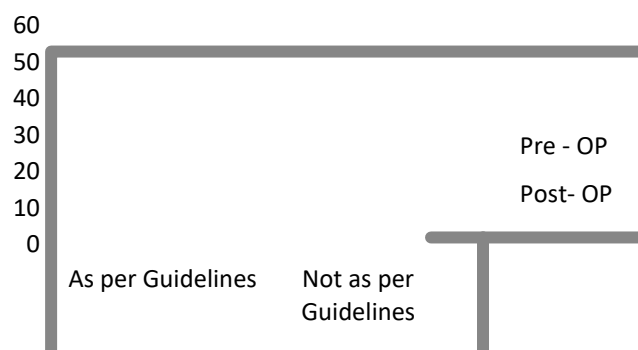 60
50
40
30
20
10
0
Pre - OP
Post- OP
As per Guidelines
Not as per
Guidelines